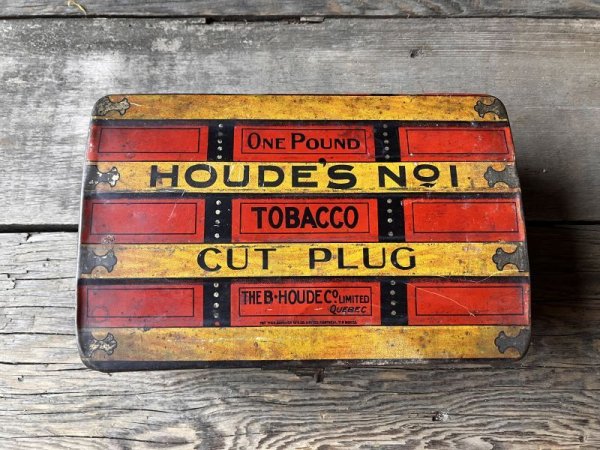 ONE POUND
HOUDE'S NO1
TOBACCO
CUT PLUG
THE B·HOUDE CO LIMITED
QUEBEC